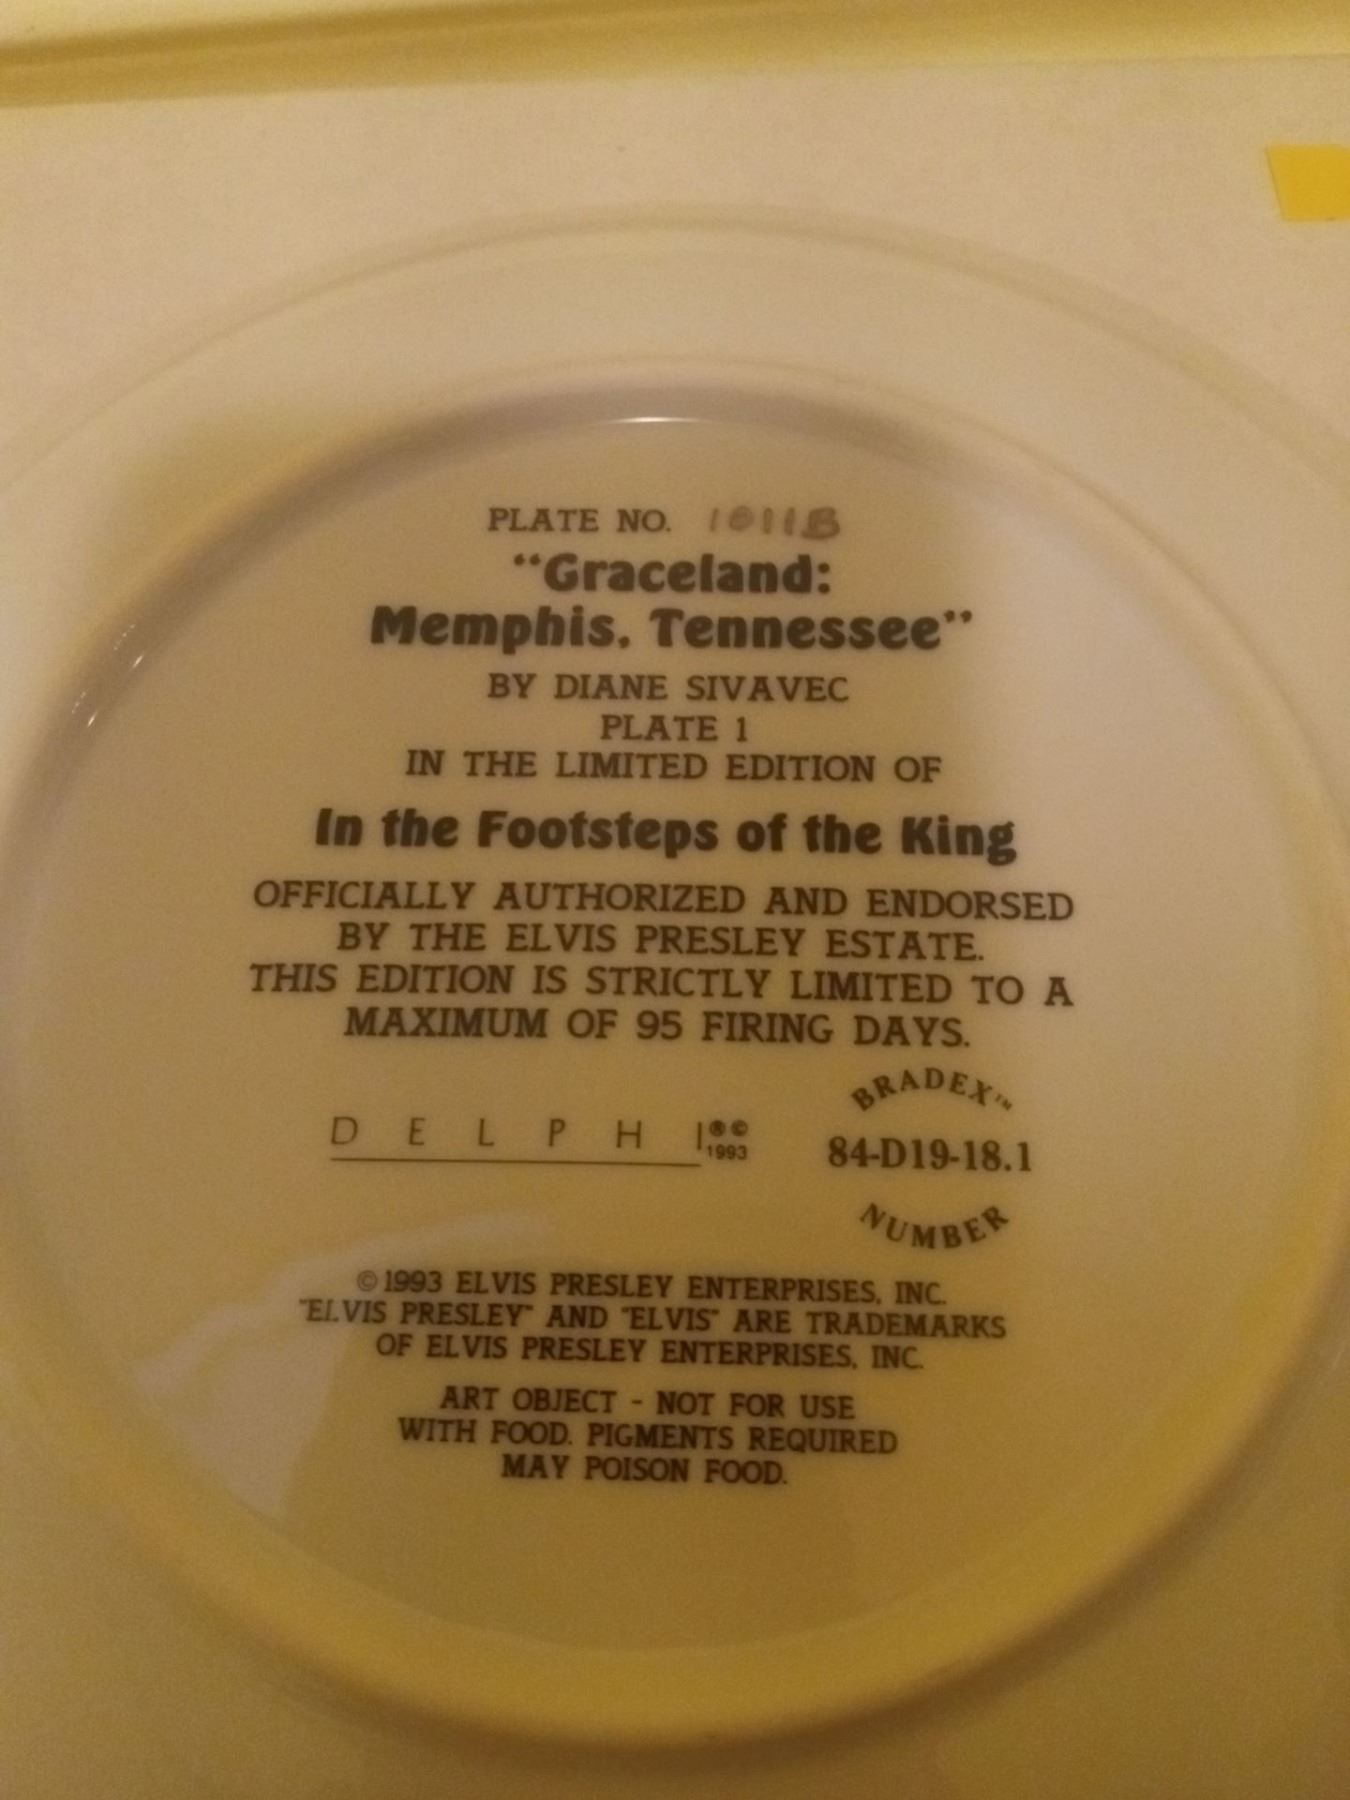 PLATE NO. 1011B
“Graceland:
Memphis, Tennessee”
BY DIANE SIVAVEC
PLATE 1
IN THE LIMITED EDITION OF
In the Footsteps of the King
OFFICIALLY AUTHORIZED AND ENDORSED
BY THE ELVIS PRESLEY ESTATE.
THIS EDITION IS STRICTLY LIMITED TO A
MAXIMUM OF 95 FIRING DAYS.
DELPHI ® © 1993
BRADEX™
84-D19-18.1
NUMBER
© 1993 ELVIS PRESLEY ENTERPRISES, INC.
"ELVIS PRESLEY" AND "ELVIS" ARE TRADEMARKS
OF ELVIS PRESLEY ENTERPRISES, INC.
ART OBJECT - NOT FOR USE
WITH FOOD. PIGMENTS REQUIRED
MAY POISON FOOD.